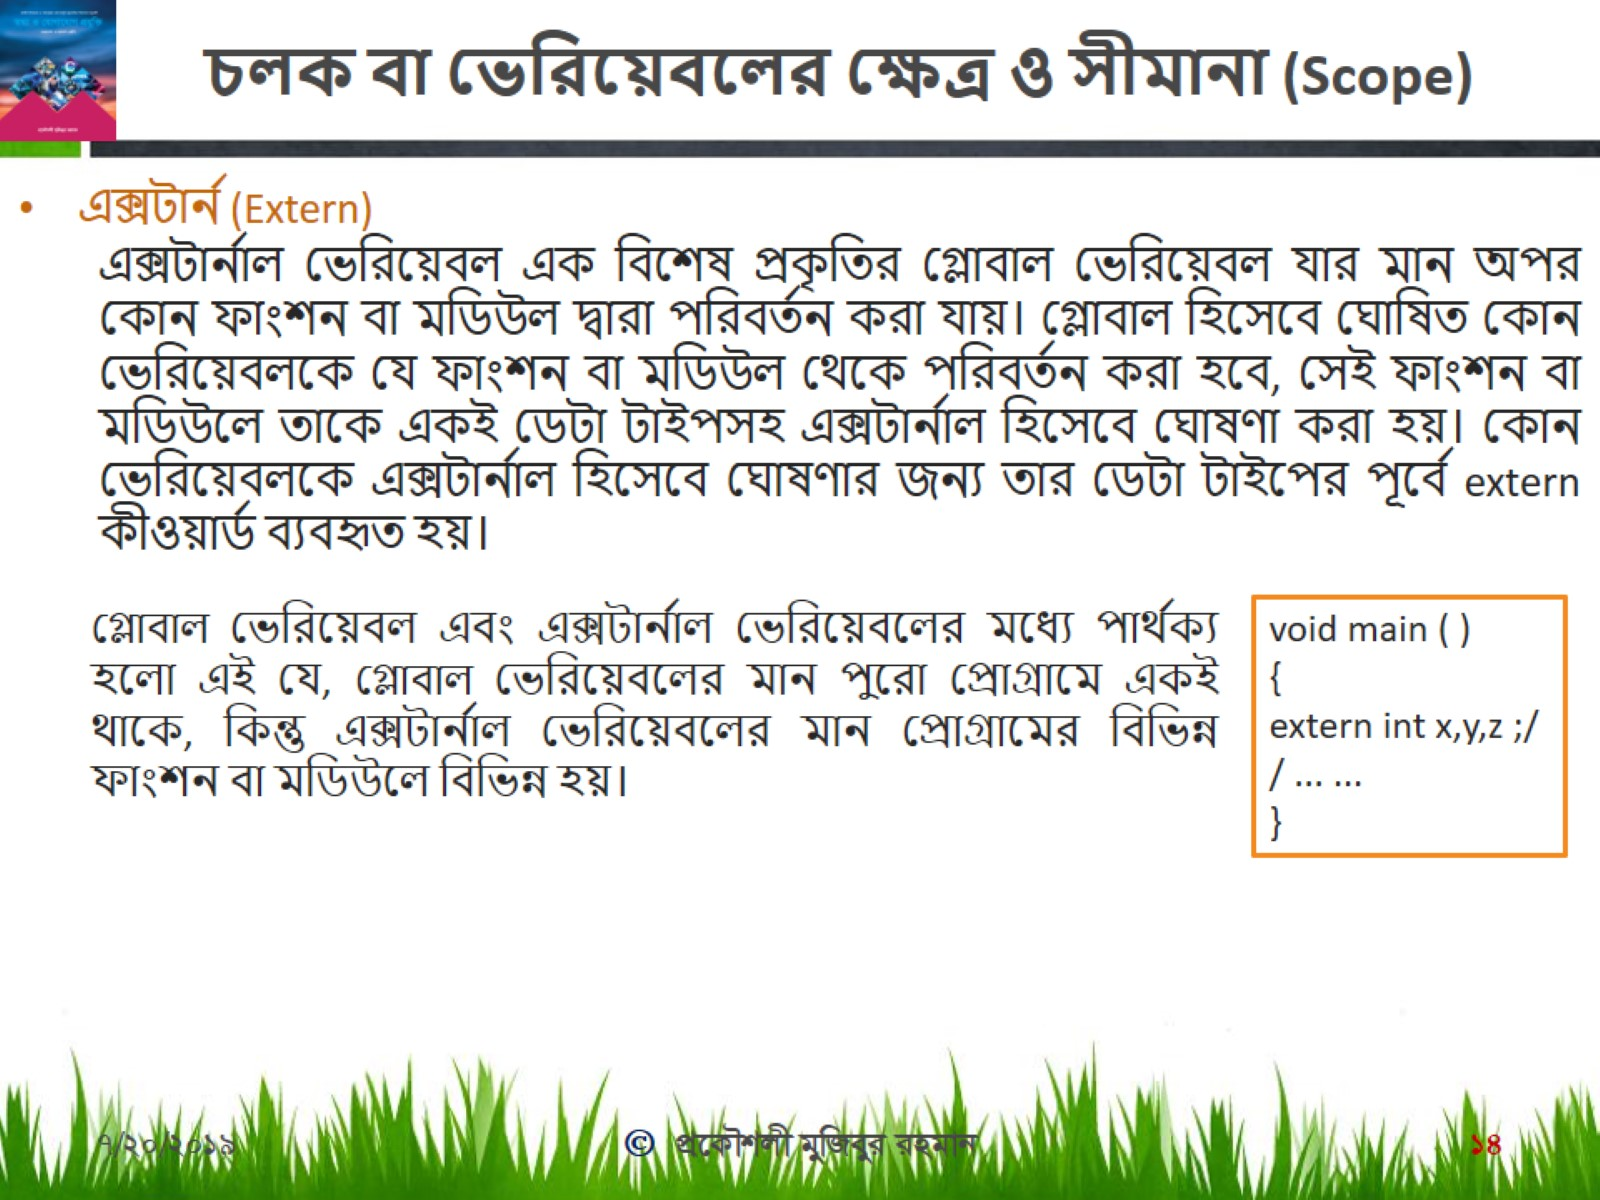 চলক বা ভেরিয়েবলের ক্ষেত্র ও সীমানা (Scope)
• এক্সটার্ন (Extern)
এক্সটার্নাল ভেরিয়েবল এক বিশেষ প্রকৃতির গ্লোবাল ভেরিয়েবল যার মান অপর
কোন ফাংশন বা মডিউল দ্বারা পরিবর্তন করা যায়। গ্লোবাল হিসেবে ঘোষিত কোন
ভেরিয়েবলকে যে ফাংশন বা মডিউল থেকে পরিবর্তন করা হবে, সেই ফাংশন বা
মডিউলে তাকে একই ডেটা টাইপসহ এক্সটার্নাল হিসেবে ঘোষণা করা হয়। কোন
ভেরিয়েবলকে এক্সটার্নাল হিসেবে ঘোষণার জন্য তার ডেটা টাইপের পূর্বে extern
কীওয়ার্ড ব্যবহৃত হয়।
গ্লোবাল ভেরিয়েবল এবং এক্সটার্নাল ভেরিয়েবলের মধ্যে পার্থক্য
হলো এই যে, গ্লোবাল ভেরিয়েবলের মান পুরো প্রোগ্রামে একই
থাকে, কিন্তু এক্সটার্নাল ভেরিয়েবলের মান প্রোগ্রামের বিভিন্ন
ফাংশন বা মডিউলে বিভিন্ন হয়।
void main ( )
{
extern int x,y,z ;/
/ ... ...
}
৭/২০/২০১৯
© প্রকৌশলী মুজিবুর রহমান
১৪